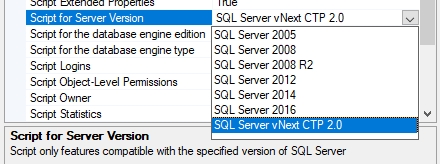 Script Extended Properties True
Script for Server Version SQL Server vNext CTP 2.0
Script for the database engine edition
Script for the database engine type
Script Logins
Script Object-Level Permissions
Script Owner
Script Statistics
SQL Server 2005
SQL Server 2008
SQL Server 2008 R2
SQL Server 2012
SQL Server 2014
SQL Server 2016
SQL Server vNext CTP 2.0
Script for Server Version
Script only features compatible with the specified version of SQL Server